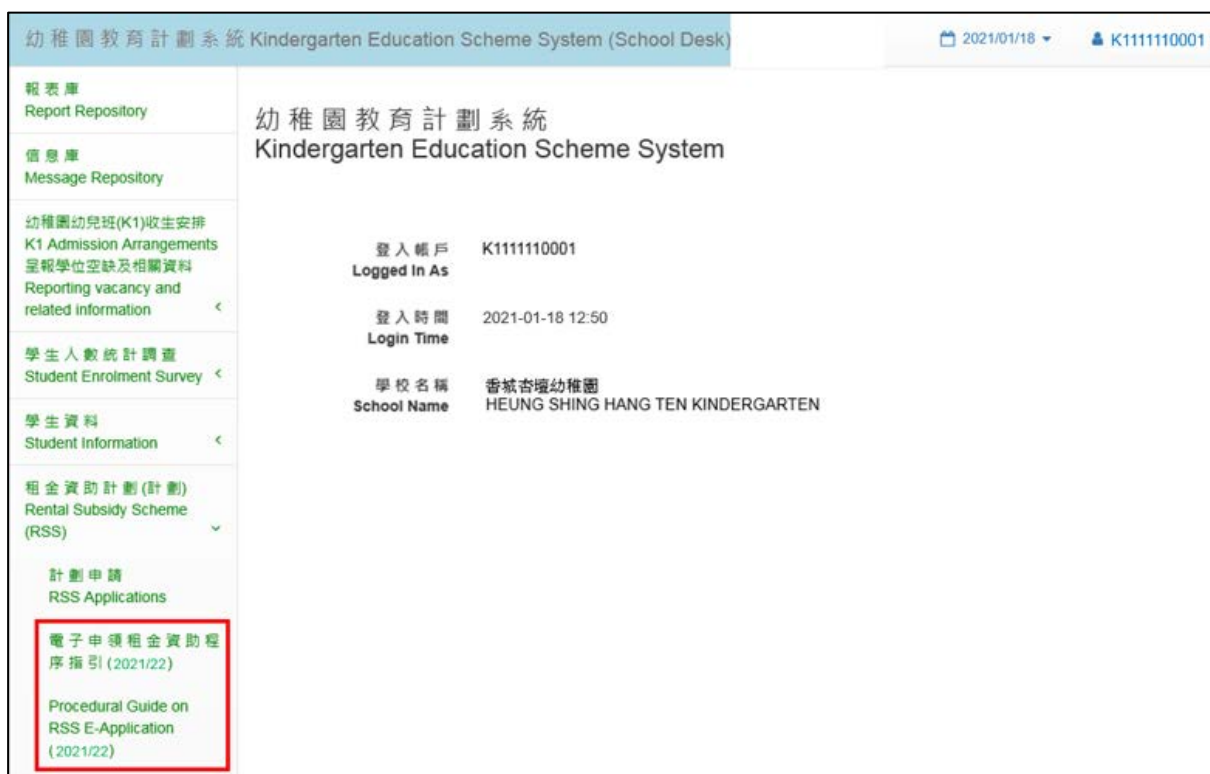 幼稚園教育計劃系統 Kindergarten Education Scheme System (School Desk)
2021/01/18
K1111110001
報表庫
Report Repository
信息庫
Message Repository
幼稚園幼兒班(K1)收生安排
K1 Admission Arrangements
呈報學位空缺及相關資料
Reporting vacancy and
related information
學生人數統計調查
Student Enrolment Survey
學生資料
Student Information
租金資助計劃(計劃)
Rental Subsidy Scheme
(RSS)
計劃申請
RSS Applications
電子申領租金資助程
序指引(2021/22)
Procedural Guide on
RSS E-Application
(2021/22)
幼稚園教育計劃系統
Kindergarten Education Scheme System
登入帳戶 K1111110001
Logged In As
登入時間 2021-01-18 12:50
Login Time
學校名稱 香城杏壇幼稚園
School Name HEUNG SHING HANG TEN KINDERGARTEN